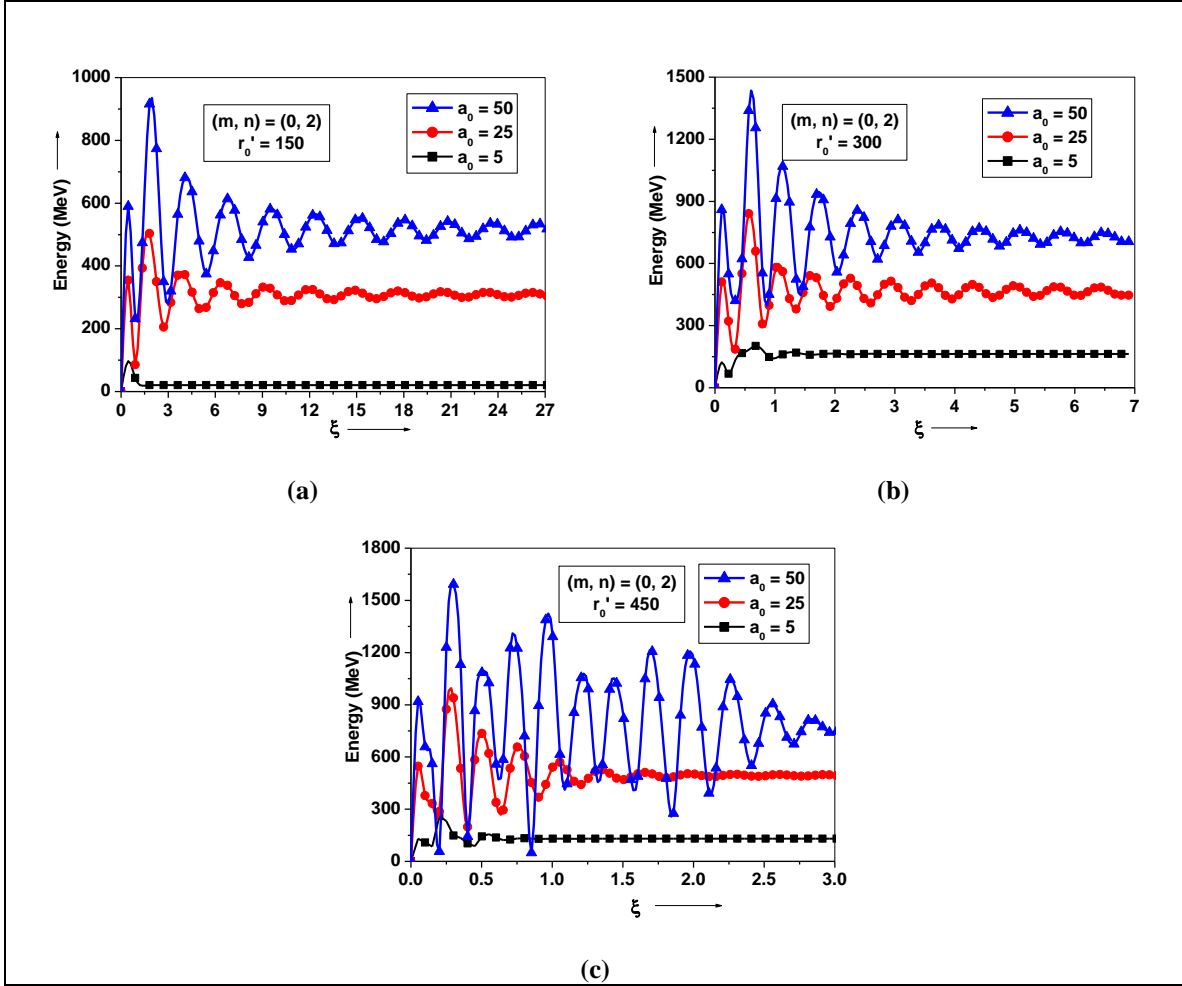 1000
800
600
400
200
0
Energy (MeV)
(m, n) = (0, 2)
r₀' = 150
a₀ = 50
a₀ = 25
a₀ = 5
0 3 6 9 12 15 18 21 24 27
ξ
(a)
1500
1200
900
600
300
0
Energy (MeV)
(m, n) = (0, 2)
r₀' = 300
a₀ = 50
a₀ = 25
a₀ = 5
0 1 2 3 4 5 6 7
ξ
(b)
1800
1500
1200
900
600
300
0
Energy (MeV)
(m, n) = (0, 2)
r₀' = 450
a₀ = 50
a₀ = 25
a₀ = 5
0.0 0.5 1.0 1.5 2.0 2.5 3.0
ξ
(c)